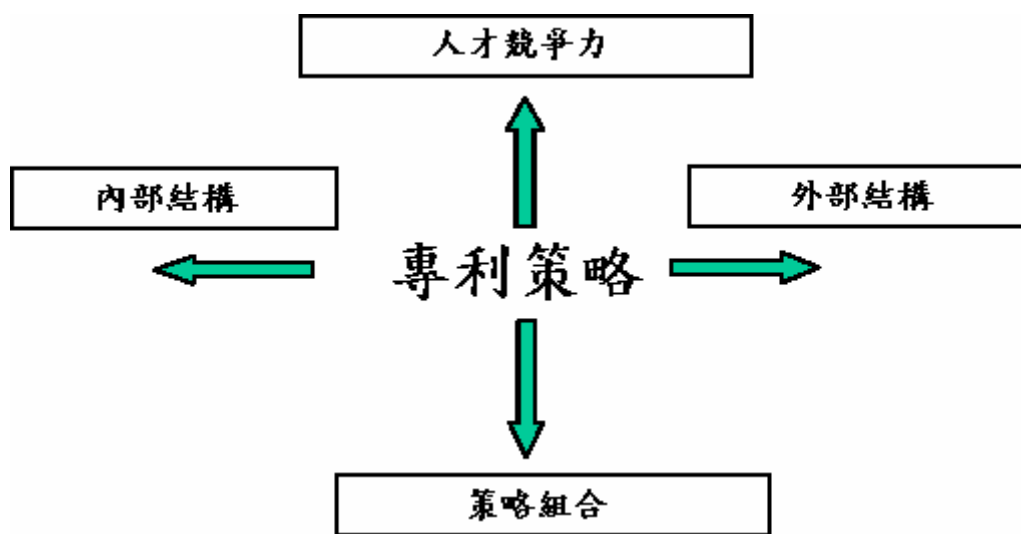 人才競爭力
內部結構
外部結構
專利策略
策略組合